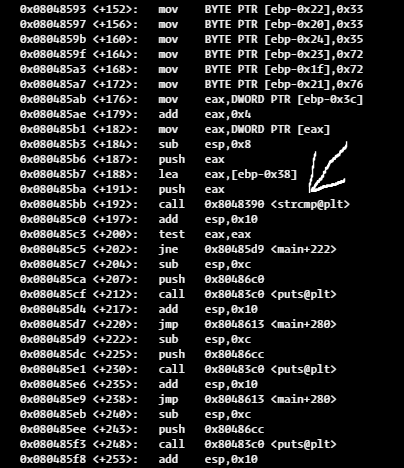 0x08048593 <+152>: mov BYTE PTR [ebp-0x22],0x33
0x08048597 <+156>: mov BYTE PTR [ebp-0x20],0x33
0x0804859b <+160>: mov BYTE PTR [ebp-0x24],0x35
0x0804859f <+164>: mov BYTE PTR [ebp-0x23],0x72
0x080485a3 <+168>: mov BYTE PTR [ebp-0x1f],0x72
0x080485a7 <+172>: mov BYTE PTR [ebp-0x21],0x76
0x080485ab <+176>: mov eax,DWORD PTR [ebp-0x3c]
0x080485ae <+179>: add eax,0x4
0x080485b1 <+182>: mov eax,DWORD PTR [eax]
0x080485b3 <+184>: sub esp,0x8
0x080485b6 <+187>: push eax
0x080485b7 <+188>: lea eax,[ebp-0x38]
0x080485ba <+191>: push eax
0x080485bb <+192>: call 0x8048390 <strcmp@plt>
0x080485c0 <+197>: add esp,0x10
0x080485c3 <+200>: test eax,eax
0x080485c5 <+202>: jne 0x80485d9 <main+222>
0x080485c7 <+204>: sub esp,0xc
0x080485ca <+207>: push 0x80486c0
0x080485cf <+212>: call 0x80483c0 <puts@plt>
0x080485d4 <+217>: add esp,0x10
0x080485d7 <+220>: jmp 0x8048613 <main+280>
0x080485d9 <+222>: sub esp,0xc
0x080485dc <+225>: push 0x80486cc
0x080485e1 <+230>: call 0x80483c0 <puts@plt>
0x080485e6 <+235>: add esp,0x10
0x080485e9 <+238>: jmp 0x8048613 <main+280>
0x080485eb <+240>: sub esp,0xc
0x080485ee <+243>: push 0x80486cc
0x080485f3 <+248>: call 0x80483c0 <puts@plt>
0x080485f8 <+253>: add esp,0x10